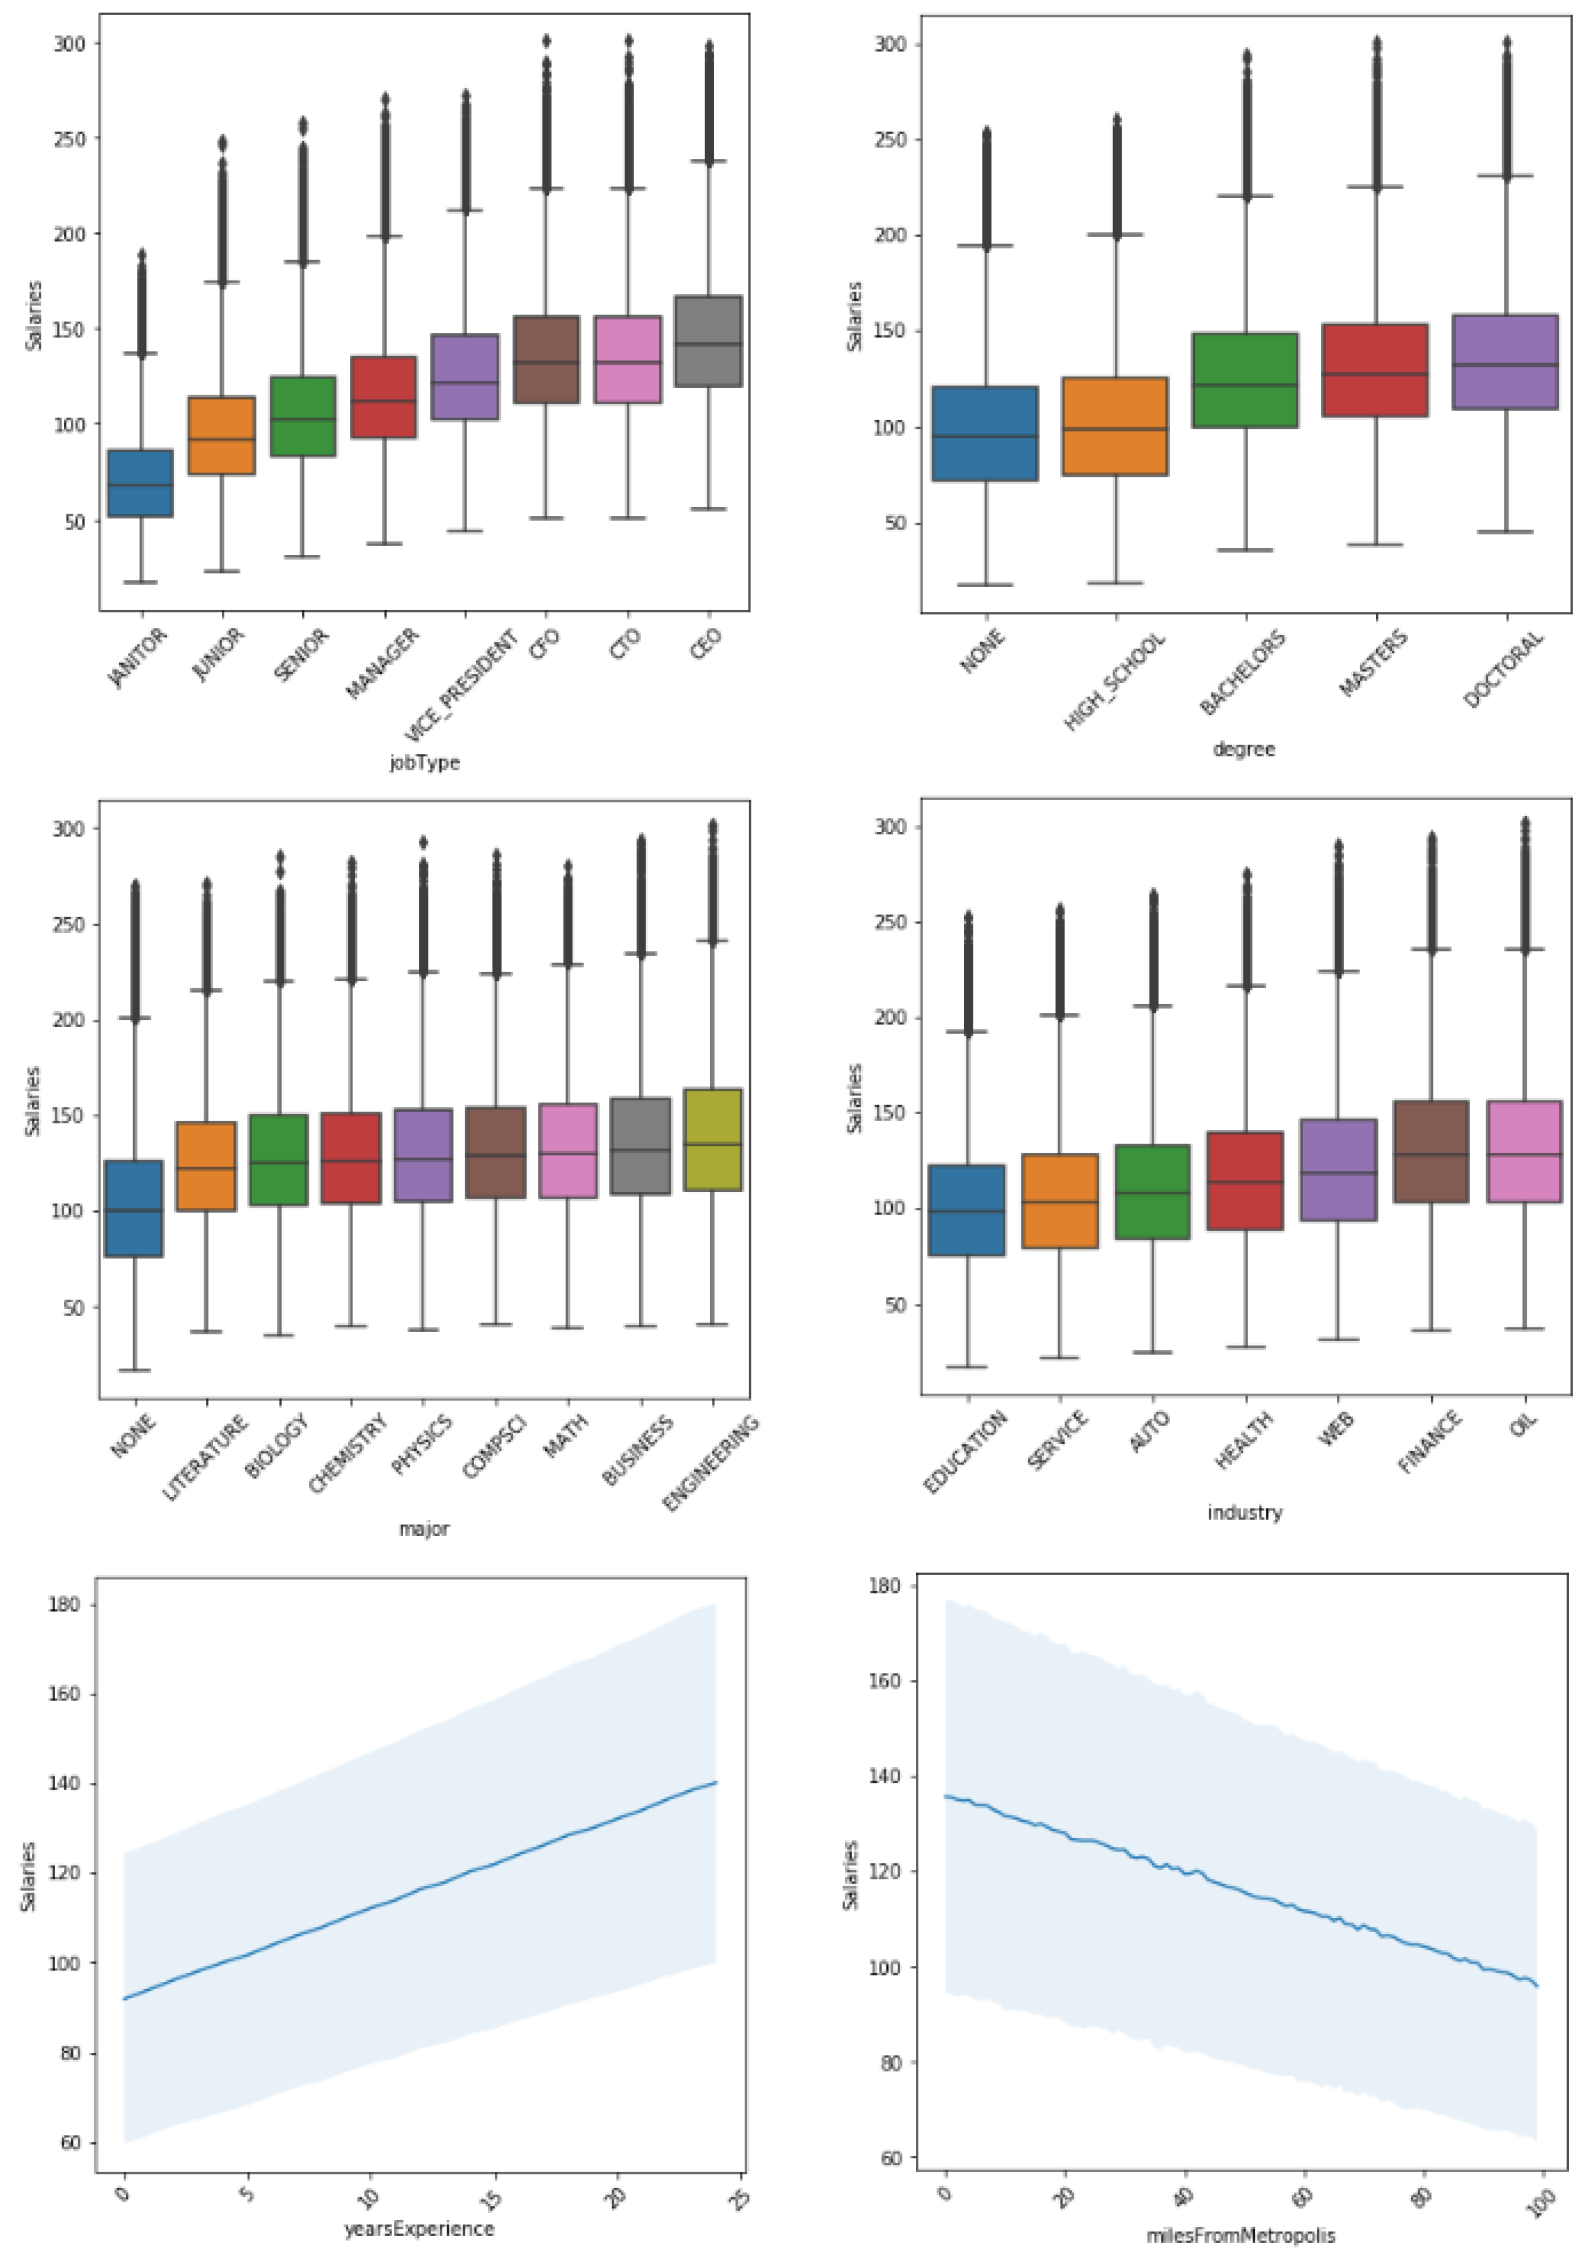 300
250
200
150
100
50
Salaries
JANITOR
JUNIOR
SENIOR
MANAGER
VICE_PRESIDENT
CFO
CTO
CEO
jobType
300
250
200
150
100
50
Salaries
NONE
HIGH_SCHOOL
BACHELORS
MASTERS
DOCTORAL
degree
300
250
200
150
100
50
Salaries
NONE
LITERATURE
BIOLOGY
CHEMISTRY
PHYSICS
COMPSCI
MATH
BUSINESS
ENGINEERING
major
300
250
200
150
100
50
Salaries
EDUCATION
SERVICE
AUTO
HEALTH
WEB
FINANCE
OIL
industry
180
160
140
120
100
80
60
Salaries
0
5
10
15
20
25
yearsExperience
180
160
140
120
100
80
60
Salaries
0
20
40
60
80
100
milesFromMetropolis